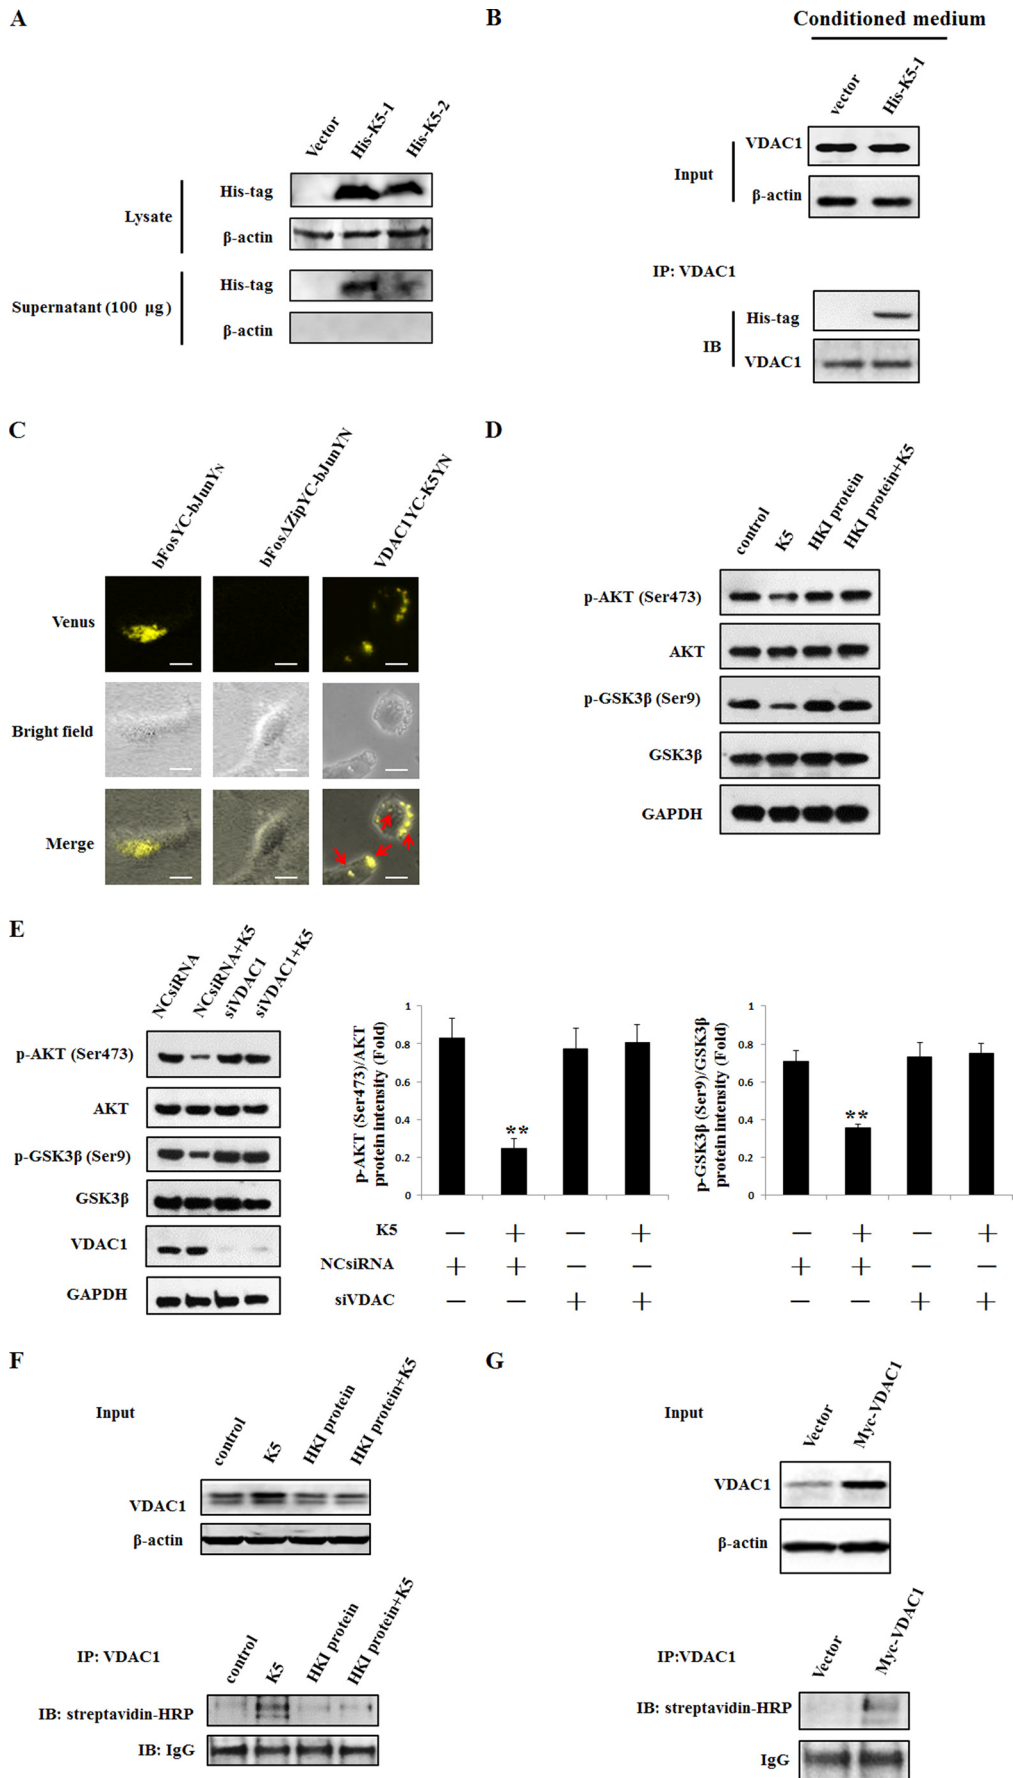 A
Vector
His-K5-1
His-K5-2
Lysate
His-tag
β-actin
Supernatant (100 μg)
His-tag
β-actin
B
Conditioned medium
vector
His-K5-1
Input
VDAC1
β-actin
IP: VDAC1
IB
His-tag
VDAC1
C
bFosYC-bJunYN
bFosΔZipYC-bJunYN
VDAC1YC-K5YN
Venus
Bright field
Merge
D
control
K5
HKI protein
HKI protein+K5
p-AKT (Ser473)
AKT
p-GSK3β (Ser9)
GSK3β
GAPDH
E
NCsiRNA
NCsiRNA+K5
siVDAC1
siVDAC1+K5
p-AKT (Ser473)
AKT
p-GSK3β (Ser9)
GSK3β
VDAC1
GAPDH
p-AKT (Ser473)/AKT
protein intensity (Fold)
1
0.8
0.6
0.4
0.2
0
**
p-GSK3β (Ser9)/GSK3β
protein intensity (Fold)
1
0.8
0.6
0.4
0.2
0
**
K5 − + − + − + − +
NCsiRNA + + − − + + − −
siVDAC − − + + − − + +
F
Input
control
K5
HKI protein
HKI protein+K5
VDAC1
β-actin
IP: VDAC1
control
K5
HKI protein
HKI protein+K5
IB: streptavidin-HRP
IB: IgG
G
Input
Vector
Myc-VDAC1
VDAC1
β-actin
IP:VDAC1
Vector
Myc-VDAC1
IB: streptavidin-HRP
IgG